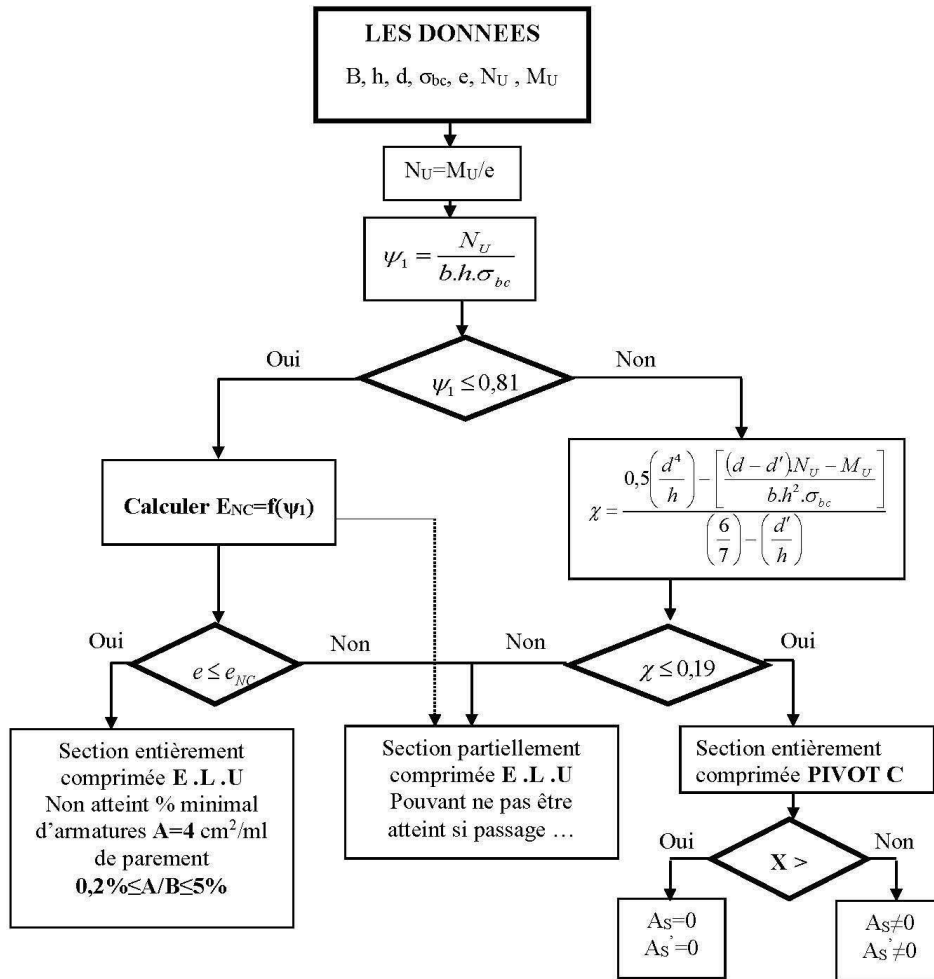 LES DONNEES
B, h, d, σbc, e, NU , MU
NU=MU/e
ψ1 = NU / b.h.σbc
Oui
Non
ψ1 ≤ 0,81
Calculer ENC=f(ψ1)
χ = (0,5(d⁴/h) − [((d − d′).NU − MU) / (b.h².σbc)]) / ((6/7) − (d′/h))
Oui
Non
Non
Oui
e ≤ eNC
χ ≤ 0,19
Section entièrement
comprimée E .L .U
Non atteint % minimal
d’armatures A=4 cm²/ml
de parement
0,2%≤A/B≤5%
Section partiellement
comprimée E .L .U
Pouvant ne pas être
atteint si passage …
Section entièrement
comprimée PIVOT C
Oui
Non
X >
AS=0
AS’=0
AS≠0
AS’≠0